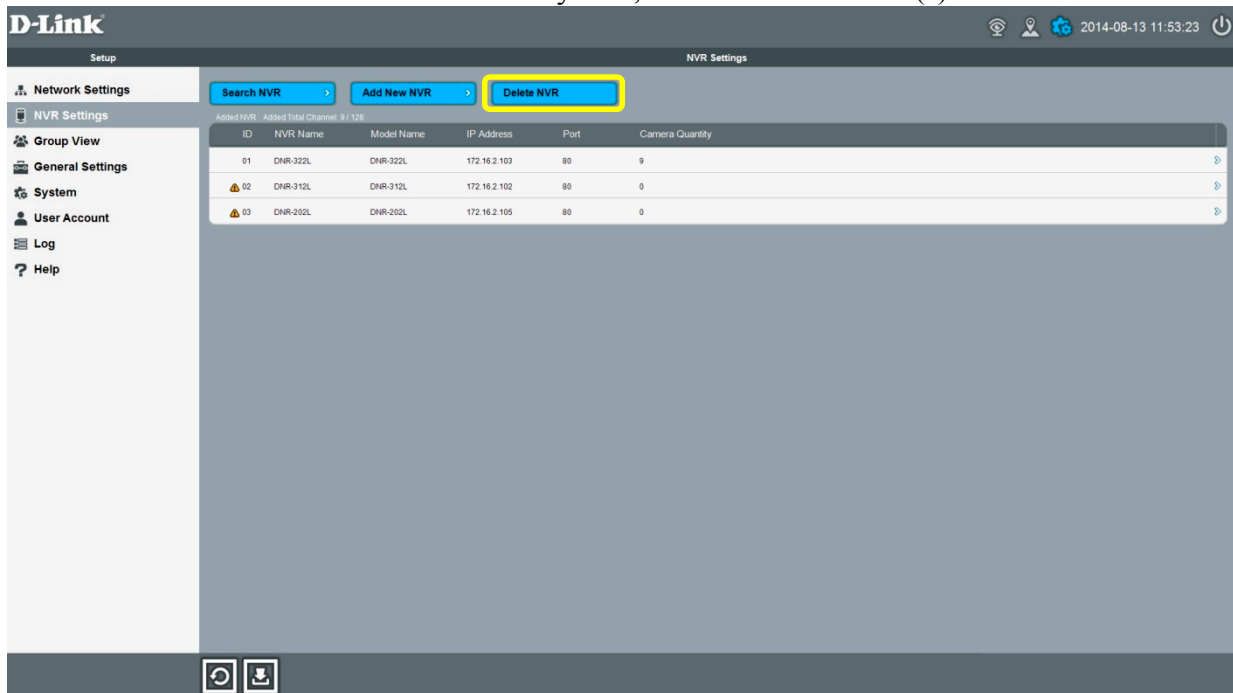 D-Link
2014-08-13 11:53:23
Setup
NVR Settings
Network Settings
NVR Settings
Group View
General Settings
System
User Account
Log
Help
Search NVR > Add New NVR > Delete NVR
Added NVR Added Total Channel: 9 / 128
ID NVR Name Model Name IP Address Port Camera Quantity
01 DNR-322L DNR-322L 172.16.2.103 80 9
02 DNR-312L DNR-312L 172.16.2.102 80 0
03 DNR-202L DNR-202L 172.16.2.105 80 0